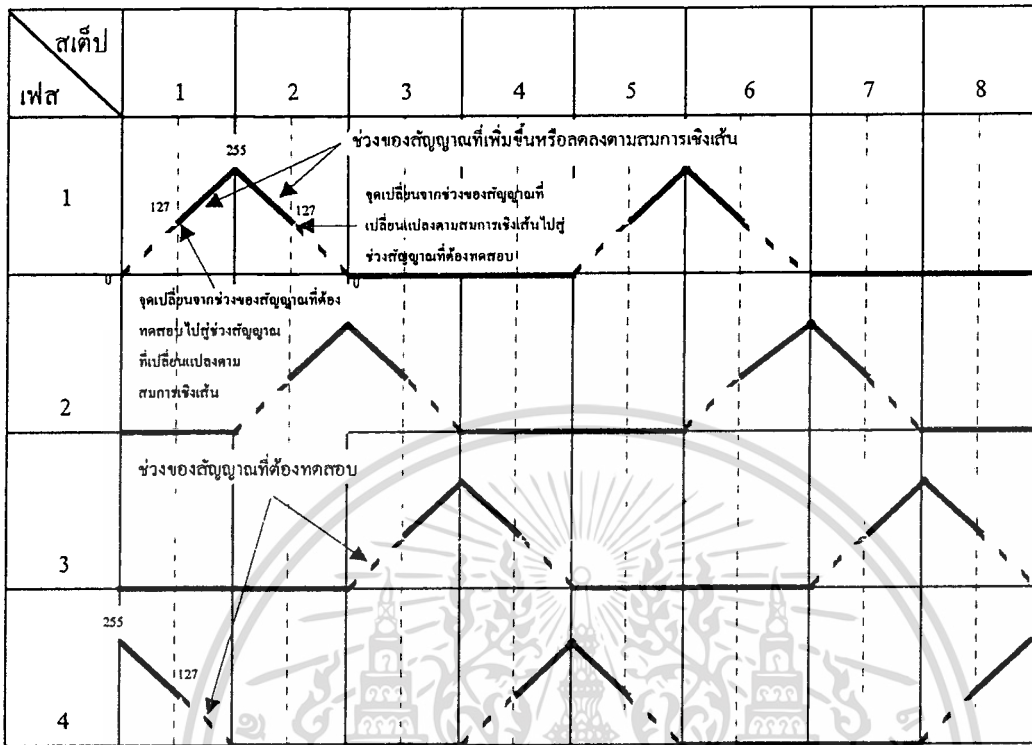 สเต็ป
เฟส
1 2 3 4 5 6 7 8
255
ช่วงของสัญญาณที่เพิ่มขึ้นหรือลดลงตามสมการเชิงเส้น
1
127
127
จุดเปลี่ยนจากช่วงของสัญญาณที่
เปลี่ยนแปลงตามสมการเชิงเส้นไปสู่
ช่วงสัญญาณที่ต้องทดสอบ
0
0
จุดเปลี่ยนจากช่วงของสัญญาณที่ต้อง
ทดสอบไปสู่ช่วงสัญญาณ
ที่เปลี่ยนแปลงตาม
สมการเชิงเส้น
2
ช่วงของสัญญาณที่ต้องทดสอบ
3
255
127
4